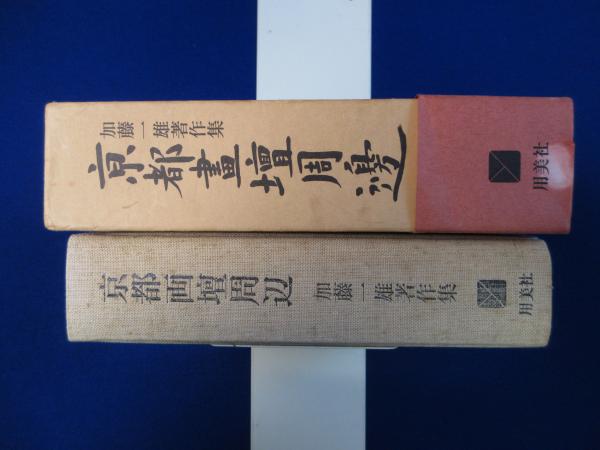 加藤一雄著作集
京都畫壇周邊
用美社
京都画壇周辺
加藤一雄著作集
用美社